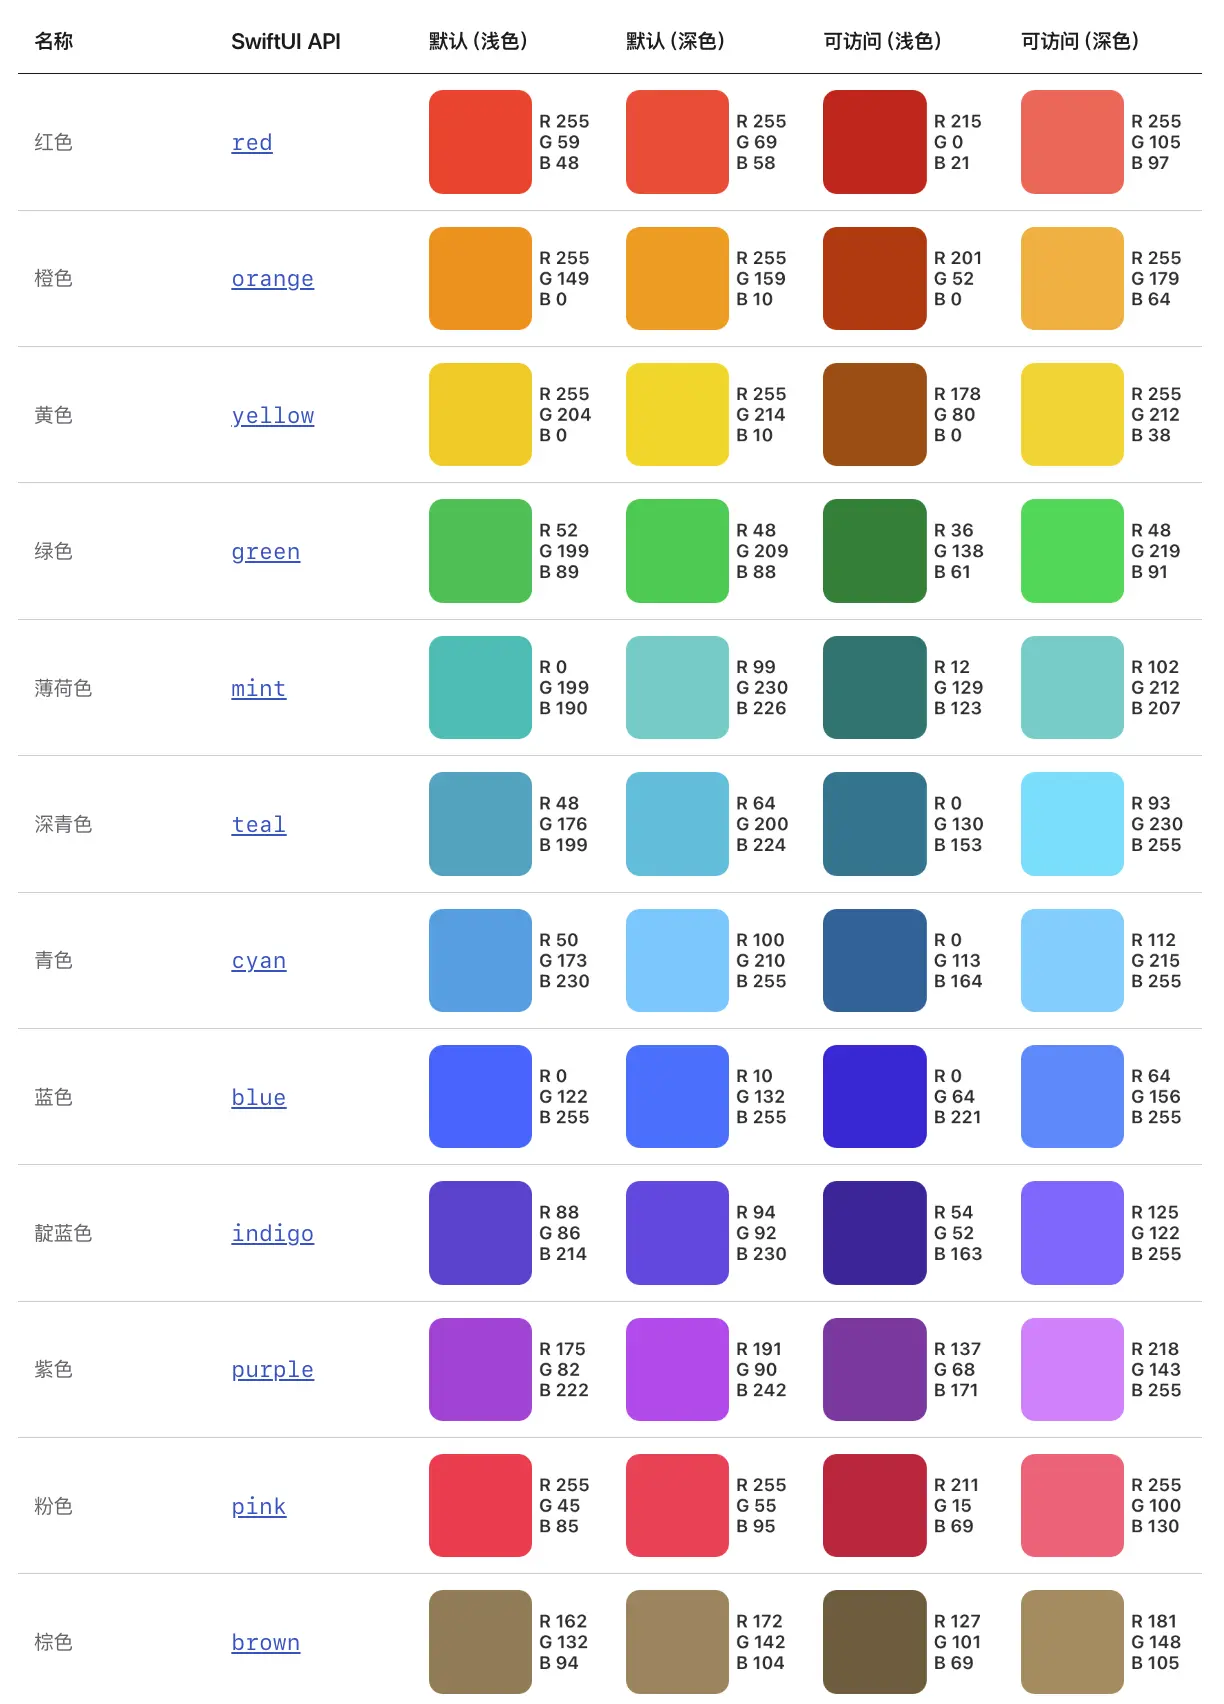 名称 SwiftUI API 默认（浅色） 默认（深色） 可访问（浅色） 可访问（深色）
红色 red
R 255
G 59
B 48
R 255
G 69
B 58
R 215
G 0
B 21
R 255
G 105
B 97
橙色 orange
R 255
G 149
B 0
R 255
G 159
B 10
R 201
G 52
B 0
R 255
G 179
B 64
黄色 yellow
R 255
G 204
B 0
R 255
G 214
B 10
R 178
G 80
B 0
R 255
G 212
B 38
绿色 green
R 52
G 199
B 89
R 48
G 209
B 88
R 36
G 138
B 61
R 48
G 219
B 91
薄荷色 mint
R 0
G 199
B 190
R 99
G 230
B 226
R 12
G 129
B 123
R 102
G 212
B 207
深青色 teal
R 48
G 176
B 199
R 64
G 200
B 224
R 0
G 130
B 153
R 93
G 230
B 255
青色 cyan
R 50
G 173
B 230
R 100
G 210
B 255
R 0
G 113
B 164
R 112
G 215
B 255
蓝色 blue
R 0
G 122
B 255
R 10
G 132
B 255
R 0
G 64
B 221
R 64
G 156
B 255
靛蓝色 indigo
R 88
G 86
B 214
R 94
G 92
B 230
R 54
G 52
B 163
R 125
G 122
B 255
紫色 purple
R 175
G 82
B 222
R 191
G 90
B 242
R 137
G 68
B 171
R 218
G 143
B 255
粉色 pink
R 255
G 45
B 85
R 255
G 55
B 95
R 211
G 15
B 69
R 255
G 100
B 130
棕色 brown
R 162
G 132
B 94
R 172
G 142
B 104
R 127
G 101
B 69
R 181
G 148
B 105